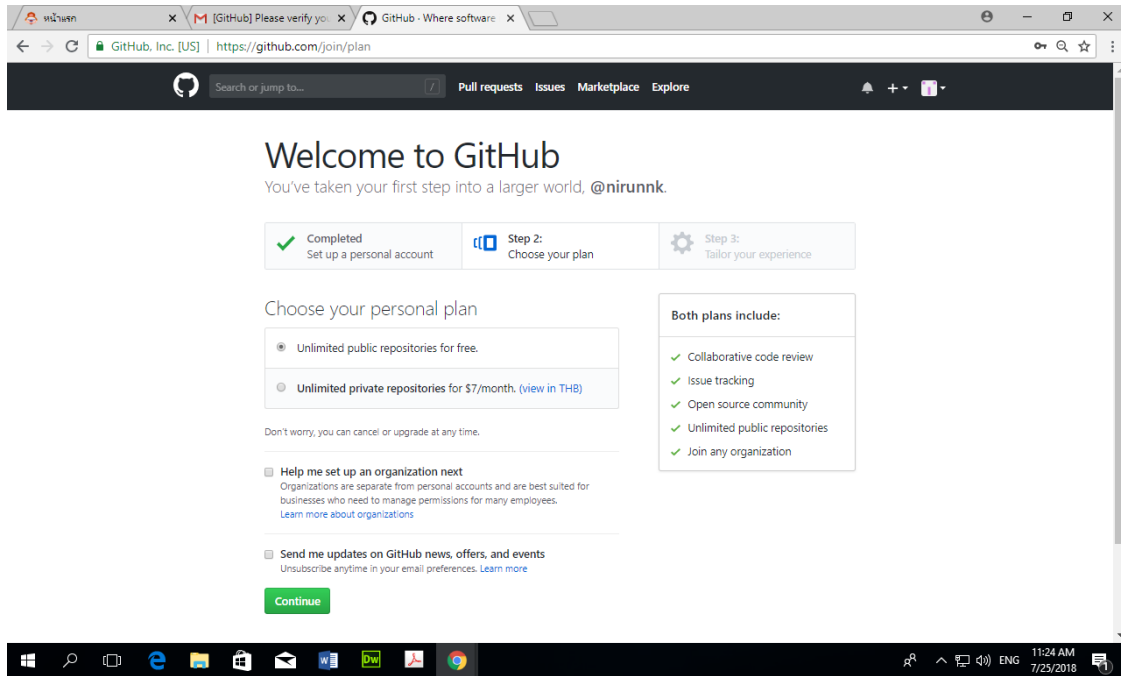 หน้าแรก
[GitHub] Please verify you
GitHub · Where software
GitHub, Inc. [US] | https://github.com/join/plan
Search or jump to... / Pull requests Issues Marketplace Explore
Welcome to GitHub
You've taken your first step into a larger world, @nirunnk.
Completed
Set up a personal account
Step 2:
Choose your plan
Step 3:
Tailor your experience
Choose your personal plan
Unlimited public repositories for free.
Unlimited private repositories for $7/month. (view in THB)
Don't worry, you can cancel or upgrade at any time.
Help me set up an organization next
Organizations are separate from personal accounts and are best suited for
businesses who need to manage permissions for many employees.
Learn more about organizations
Send me updates on GitHub news, offers, and events
Unsubscribe anytime in your email preferences. Learn more
Continue
Both plans include:
Collaborative code review
Issue tracking
Open source community
Unlimited public repositories
Join any organization
Dw
ENG
11:24 AM
7/25/2018
1